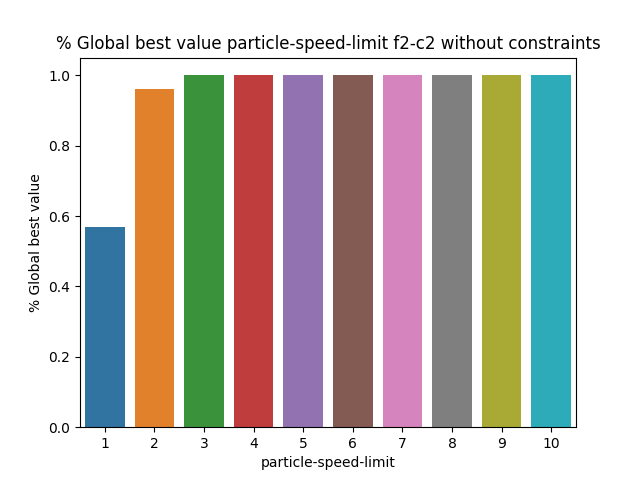 % Global best value particle-speed-limit f2-c2 without constraints
% Global best value
1.0
0.8
0.6
0.4
0.2
0.0
1 2 3 4 5 6 7 8 9 10
particle-speed-limit